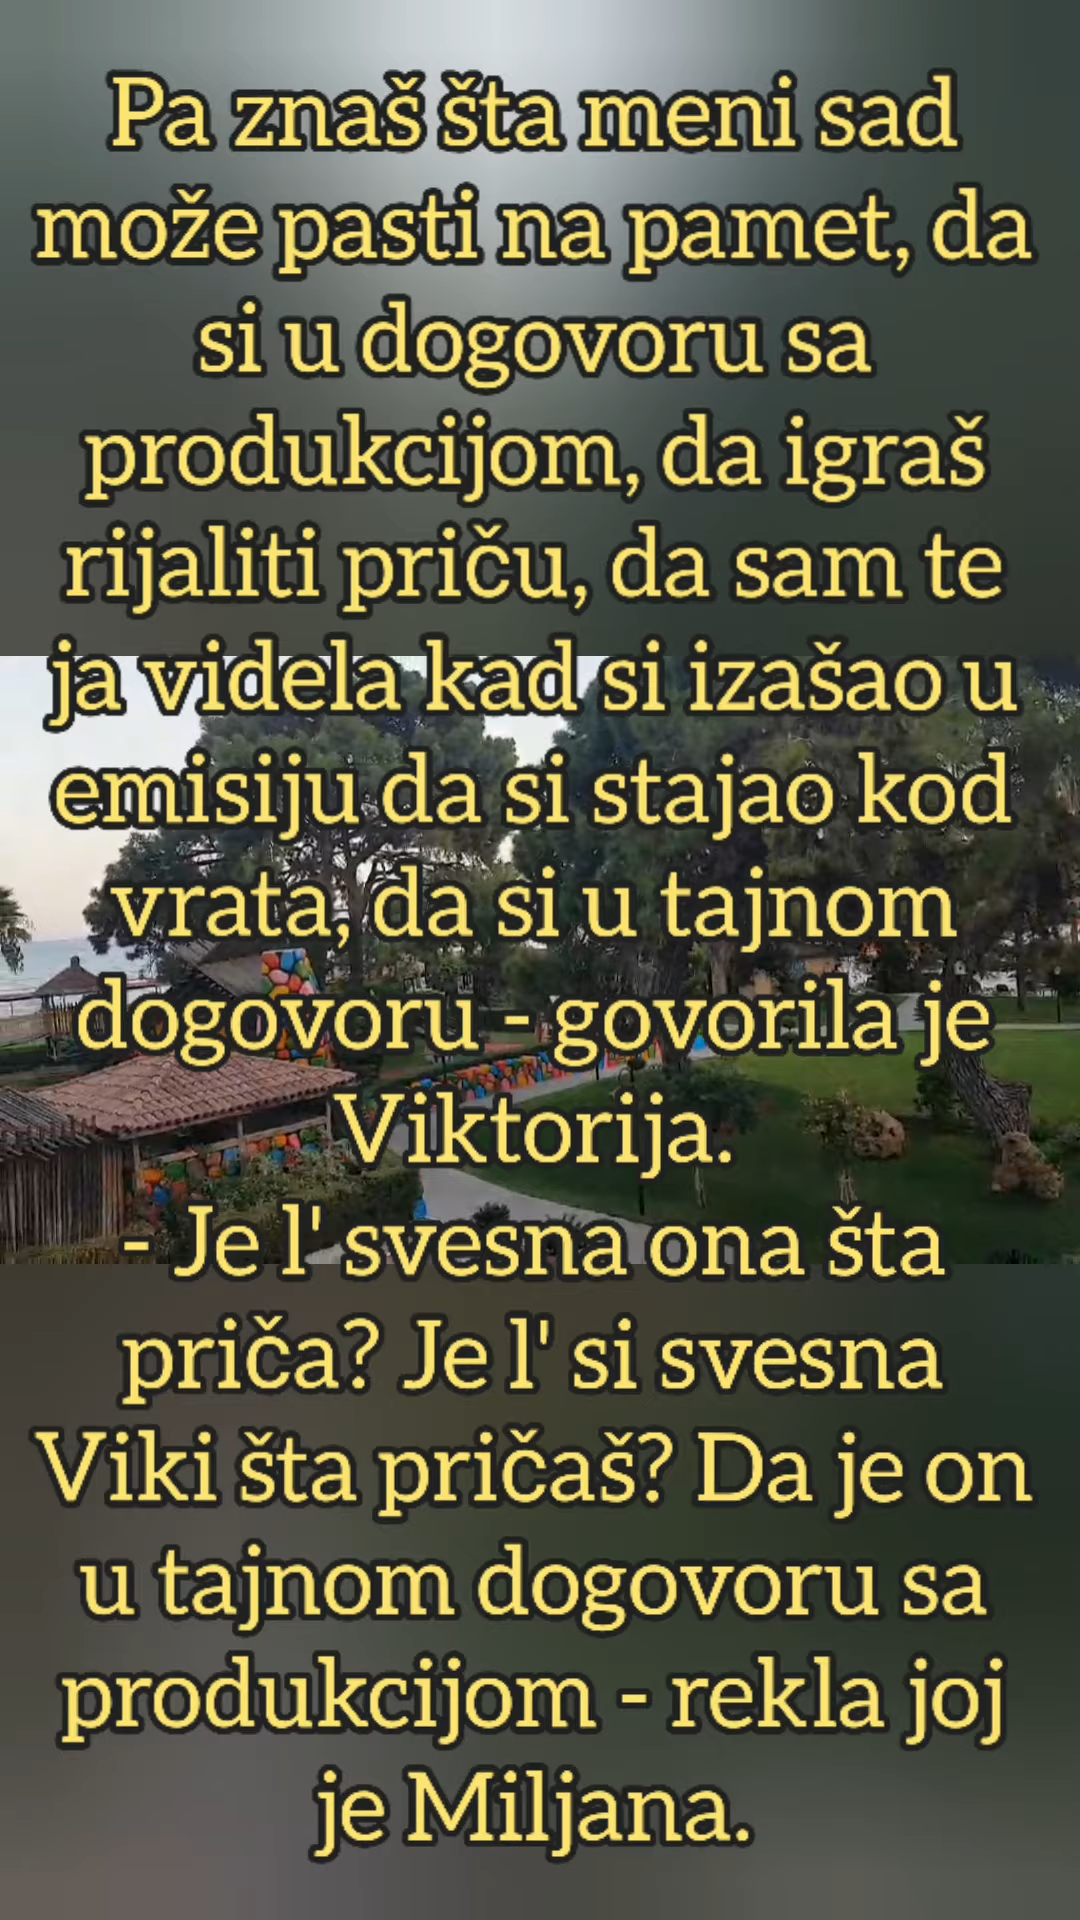 Pa znaš šta meni sad
može pasti na pamet, da
si u dogovoru sa
produkcijom, da igraš
rijaliti priču, da sam te
ja videla kad si izašao u
emisiju da si stajao kod
vrata, da si u tajnom
dogovoru - govorila je
Viktorija.
- Je l' svesna ona šta
priča? Je l' si svesna
Viki šta pričaš? Da je on
u tajnom dogovoru sa
produkcijom - rekla joj
je Miljana.